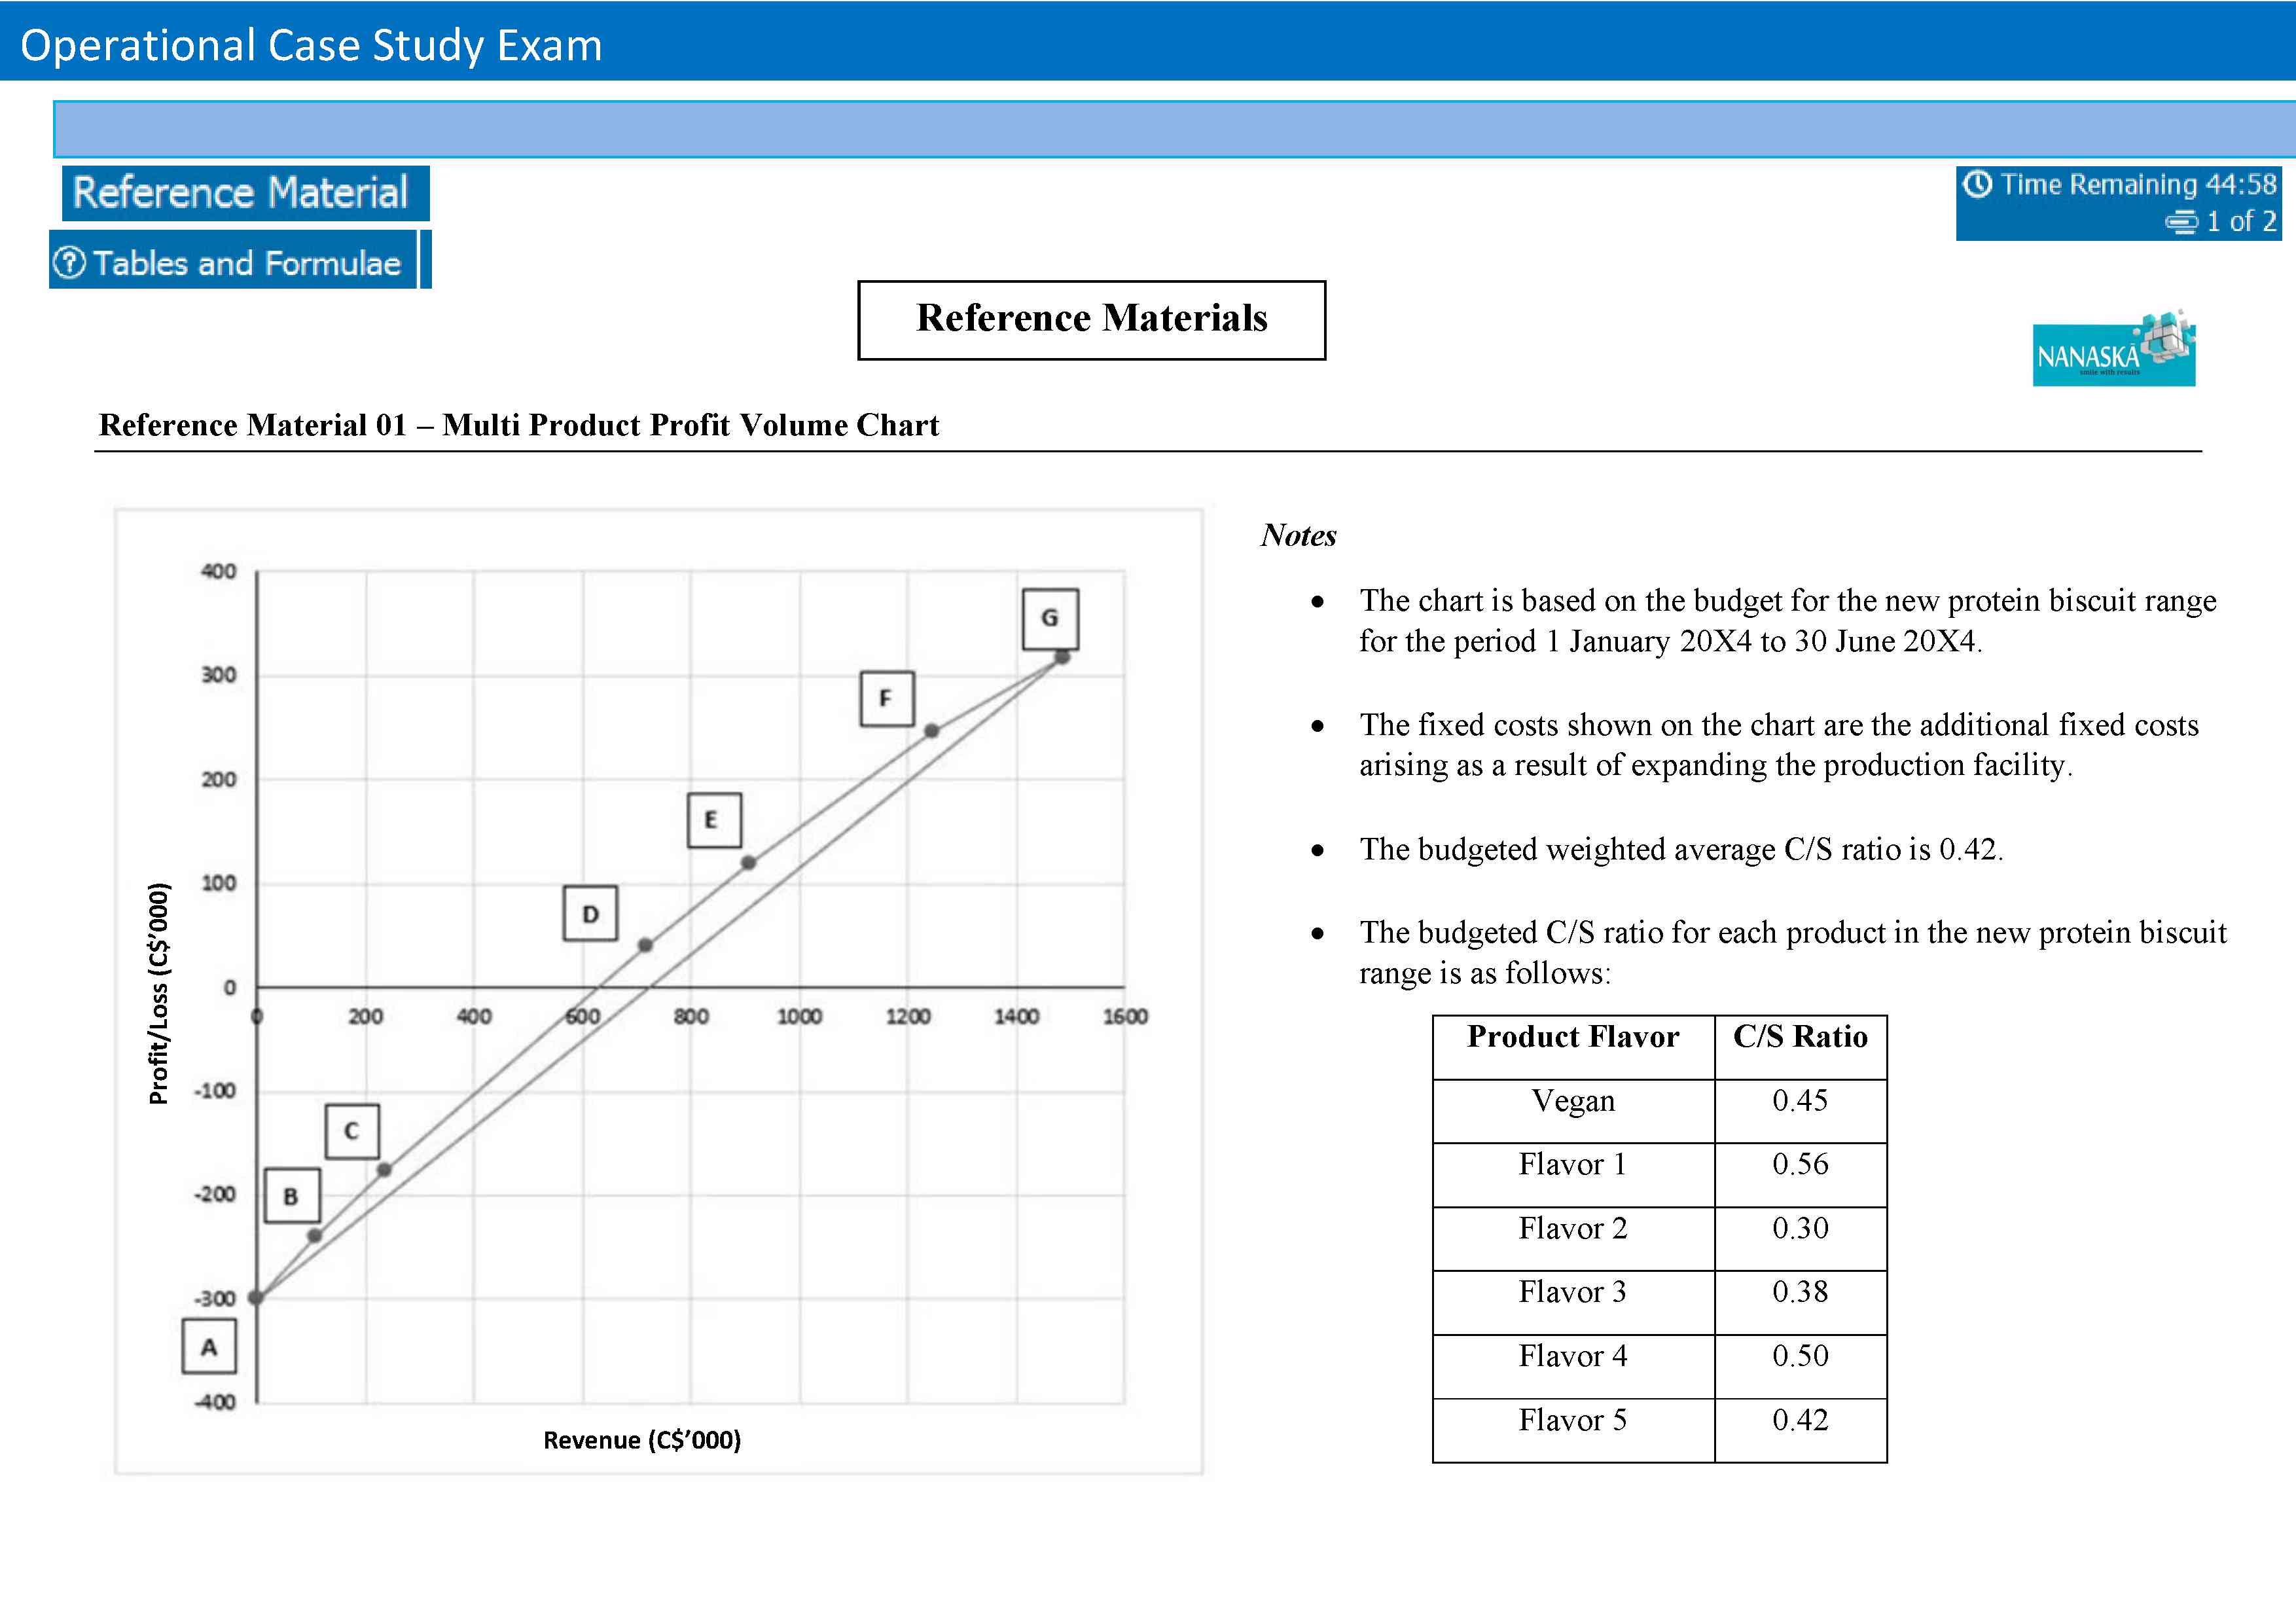 Operational Case Study Exam
Reference Material
Time Remaining 44:58
1 of 2
? Tables and Formulae
Reference Materials
NANASKA
smile with results
Reference Material 01 – Multi Product Profit Volume Chart
400
300
200
100
0
-100
-200
-300
-400
0 200 400 600 800 1000 1200 1400 1600
A
B
C
D
E
F
G
Profit/Loss (C$'000)
Revenue (C$'000)
Notes
• The chart is based on the budget for the new protein biscuit range
for the period 1 January 20X4 to 30 June 20X4.
• The fixed costs shown on the chart are the additional fixed costs
arising as a result of expanding the production facility.
• The budgeted weighted average C/S ratio is 0.42.
• The budgeted C/S ratio for each product in the new protein biscuit
range is as follows:
Product Flavor C/S Ratio
Vegan 0.45
Flavor 1 0.56
Flavor 2 0.30
Flavor 3 0.38
Flavor 4 0.50
Flavor 5 0.42